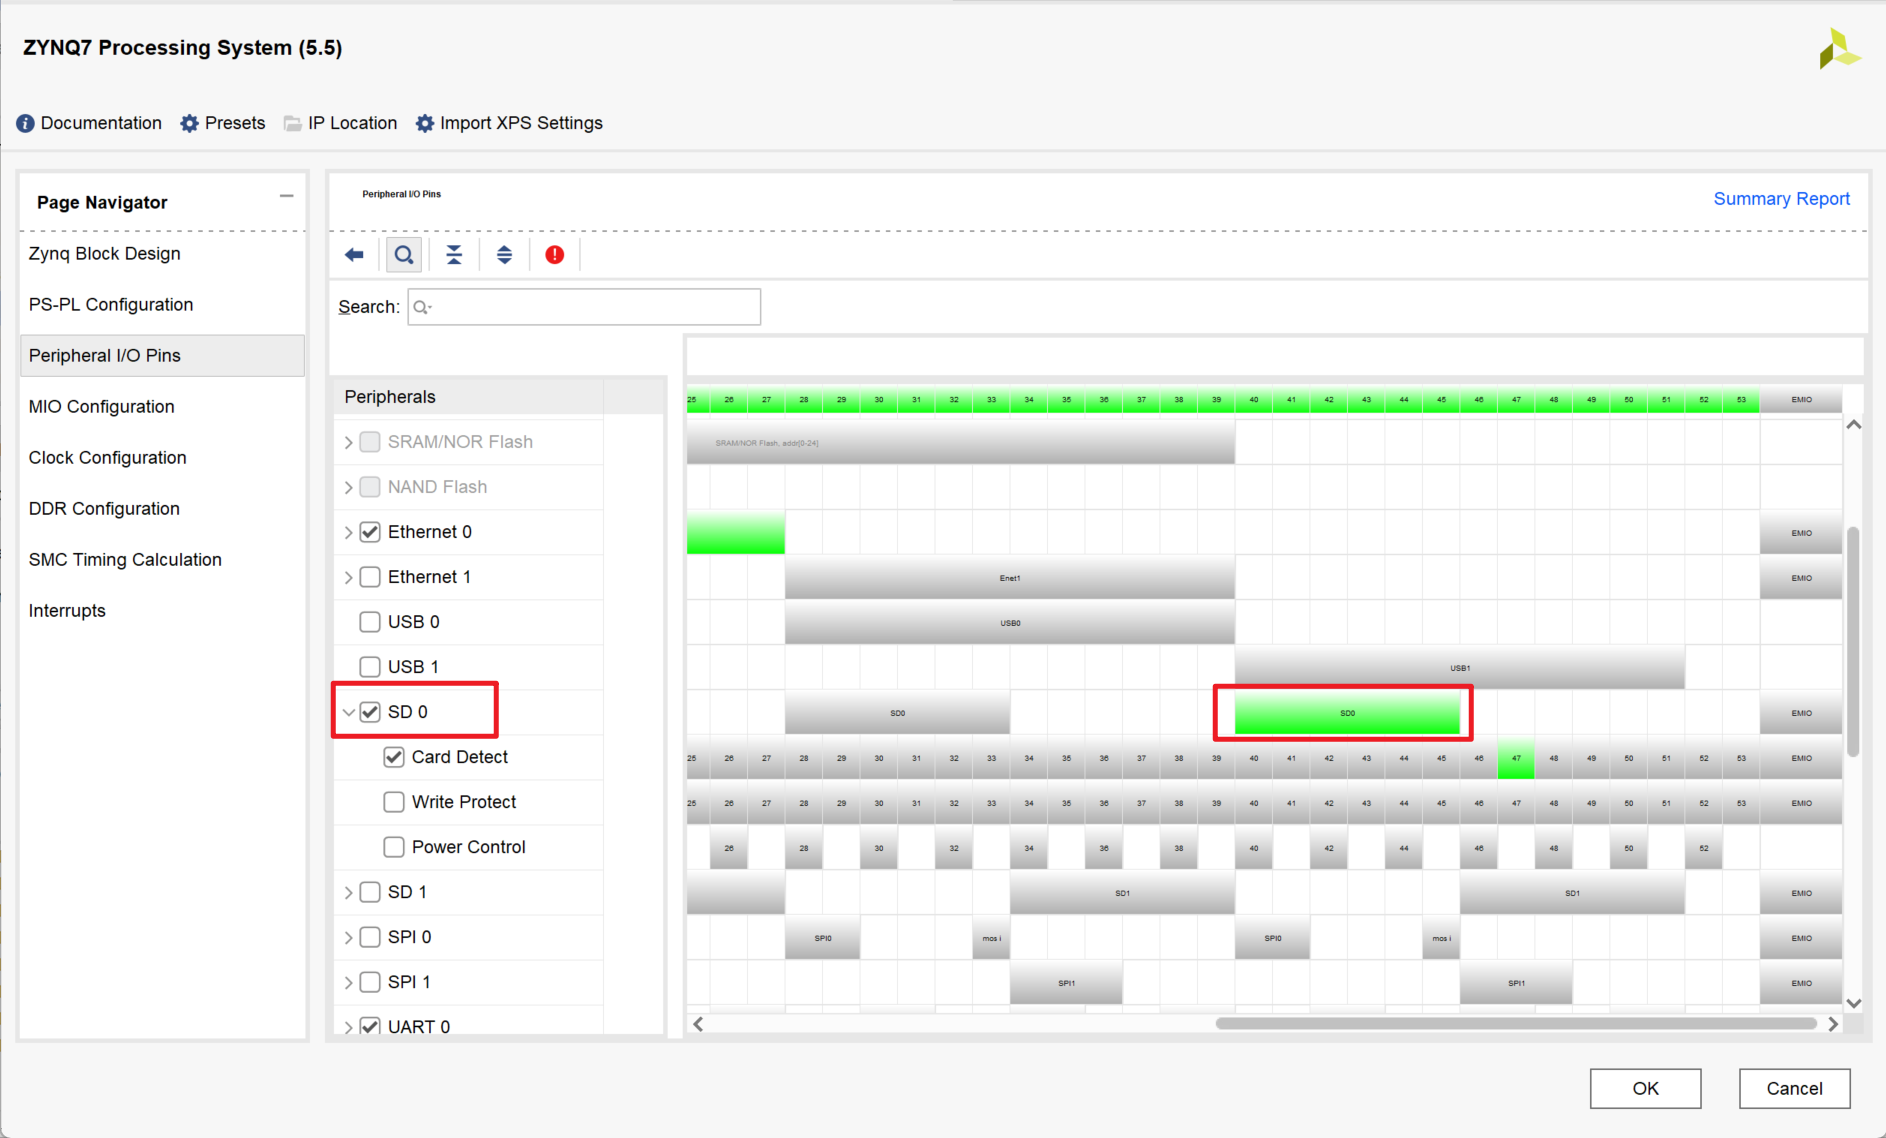 ZYNQ7 Processing System (5.5)
Documentation Presets IP Location Import XPS Settings
Page Navigator
Zynq Block Design
PS-PL Configuration
Peripheral I/O Pins
MIO Configuration
Clock Configuration
DDR Configuration
SMC Timing Calculation
Interrupts
Peripheral I/O Pins
Summary Report
Search:
Peripherals
25 26 27 28 29 30 31 32 33 34 35 36 37 38 39 40 41 42 43 44 45 46 47 48 49 50 51 52 53 EMIO
SRAM/NOR Flash SRAM/NOR Flash, addr[0-24]
NAND Flash
Ethernet 0 EMIO
Ethernet 1 Enet1 EMIO
USB 0 USB0
USB 1 USB1
SD 0 SD0 SD0 EMIO
Card Detect 25 26 27 28 29 30 31 32 33 34 35 36 37 38 39 40 41 42 43 44 45 46 47 48 49 50 51 52 53 EMIO
Write Protect 25 26 27 28 29 30 31 32 33 34 35 36 37 38 39 40 41 42 43 44 45 46 47 48 49 50 51 52 53 EMIO
Power Control 26 28 30 32 34 36 38 40 42 44 46 48 50 52
SD 1 SD1 SD1 EMIO
SPI 0 SPI0 mos i SPI0 mos i EMIO
SPI 1 SPI1 SPI1 EMIO
UART 0
OK Cancel